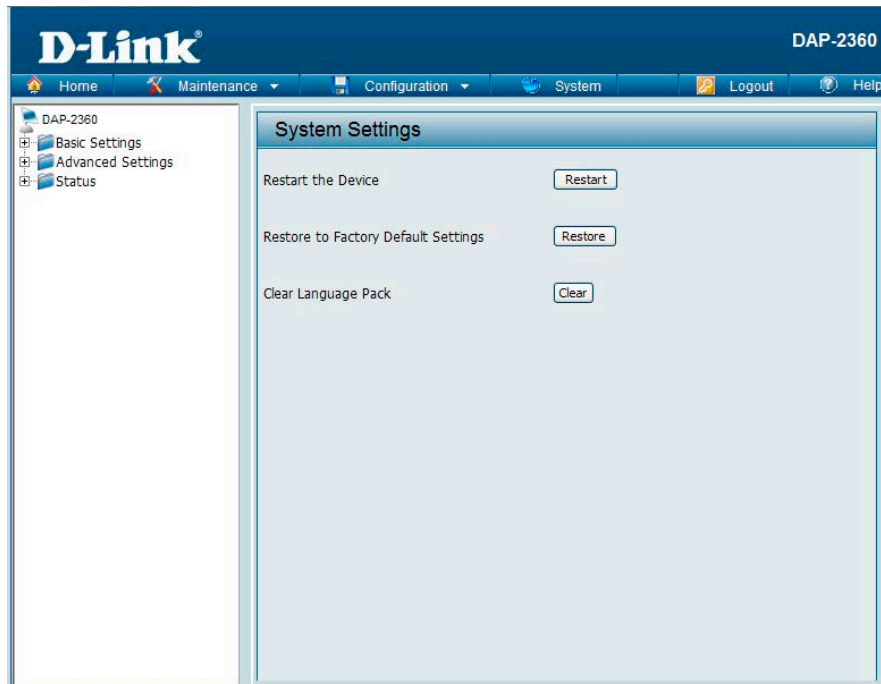 D-Link®
DAP-2360
Home Maintenance Configuration System Logout Help
DAP-2360
Basic Settings
Advanced Settings
Status
System Settings
Restart the Device Restart
Restore to Factory Default Settings Restore
Clear Language Pack Clear